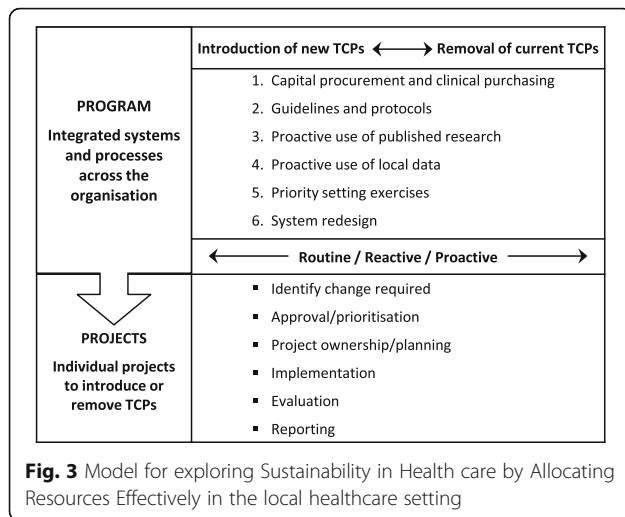 Introduction of new TCPs ⟷ Removal of current TCPs
PROGRAM
Integrated systems
and processes
across the
organisation
1. Capital procurement and clinical purchasing
2. Guidelines and protocols
3. Proactive use of published research
4. Proactive use of local data
5. Priority setting exercises
6. System redesign
Routine / Reactive / Proactive
PROJECTS
Individual projects
to introduce or
remove TCPs
▪ Identify change required
▪ Approval/prioritisation
▪ Project ownership/planning
▪ Implementation
▪ Evaluation
▪ Reporting
Fig. 3 Model for exploring Sustainability in Health care by Allocating
Resources Effectively in the local healthcare setting